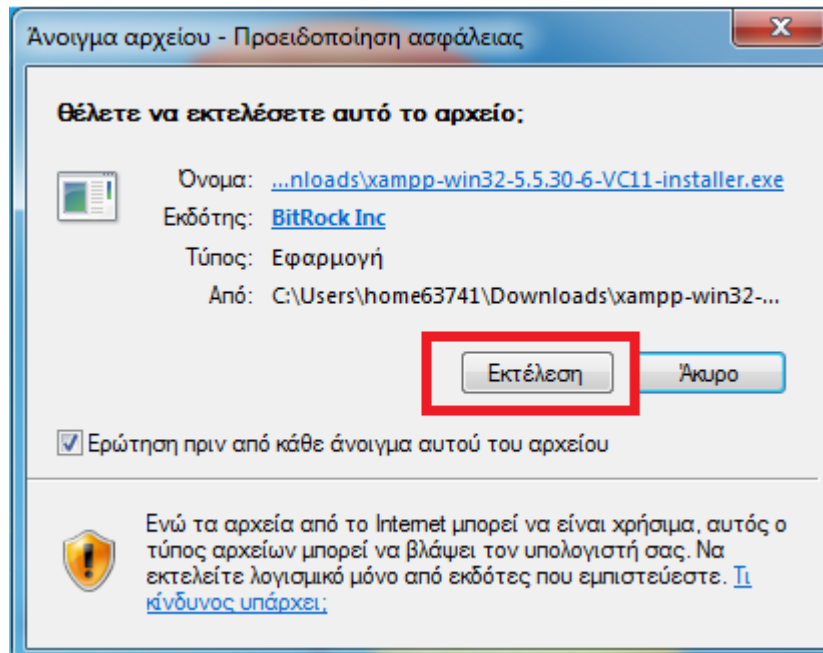 Άνοιγμα αρχείου - Προειδοποίηση ασφάλειας
Θέλετε να εκτελέσετε αυτό το αρχείο;
Όνομα: ...nloads\xampp-win32-5.5.30-6-VC11-installer.exe
Εκδότης: BitRock Inc
Τύπος: Εφαρμογή
Από: C:\Users\home63741\Downloads\xampp-win32-...
Εκτέλεση Άκυρο
Ερώτηση πριν από κάθε άνοιγμα αυτού του αρχείου
Ενώ τα αρχεία από το Internet μπορεί να είναι χρήσιμα, αυτός ο
τύπος αρχείων μπορεί να βλάψει τον υπολογιστή σας. Να
εκτελείτε λογισμικό μόνο από εκδότες που εμπιστεύεστε. Τι
κίνδυνος υπάρχει;